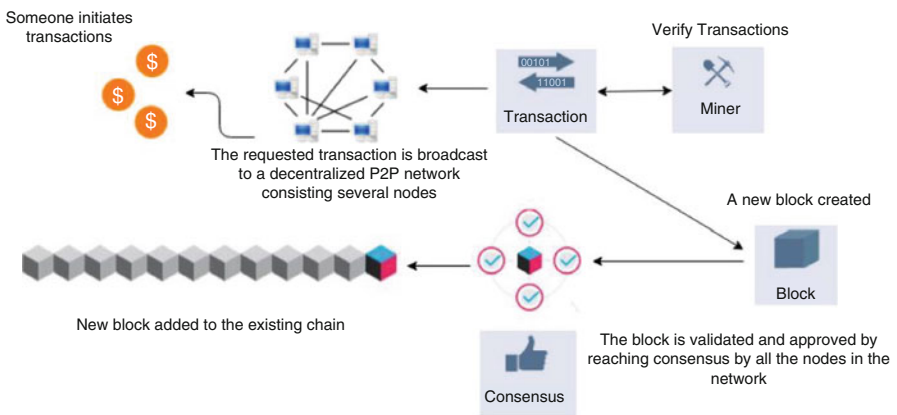 Someone initiates
transactions
$
$
$
The requested transaction is broadcast
to a decentralized P2P network
consisting several nodes
00101
11001
Transaction
Verify Transactions
Miner
A new block created
Block
New block added to the existing chain
Consensus
The block is validated and approved by
reaching consensus by all the nodes in the
network